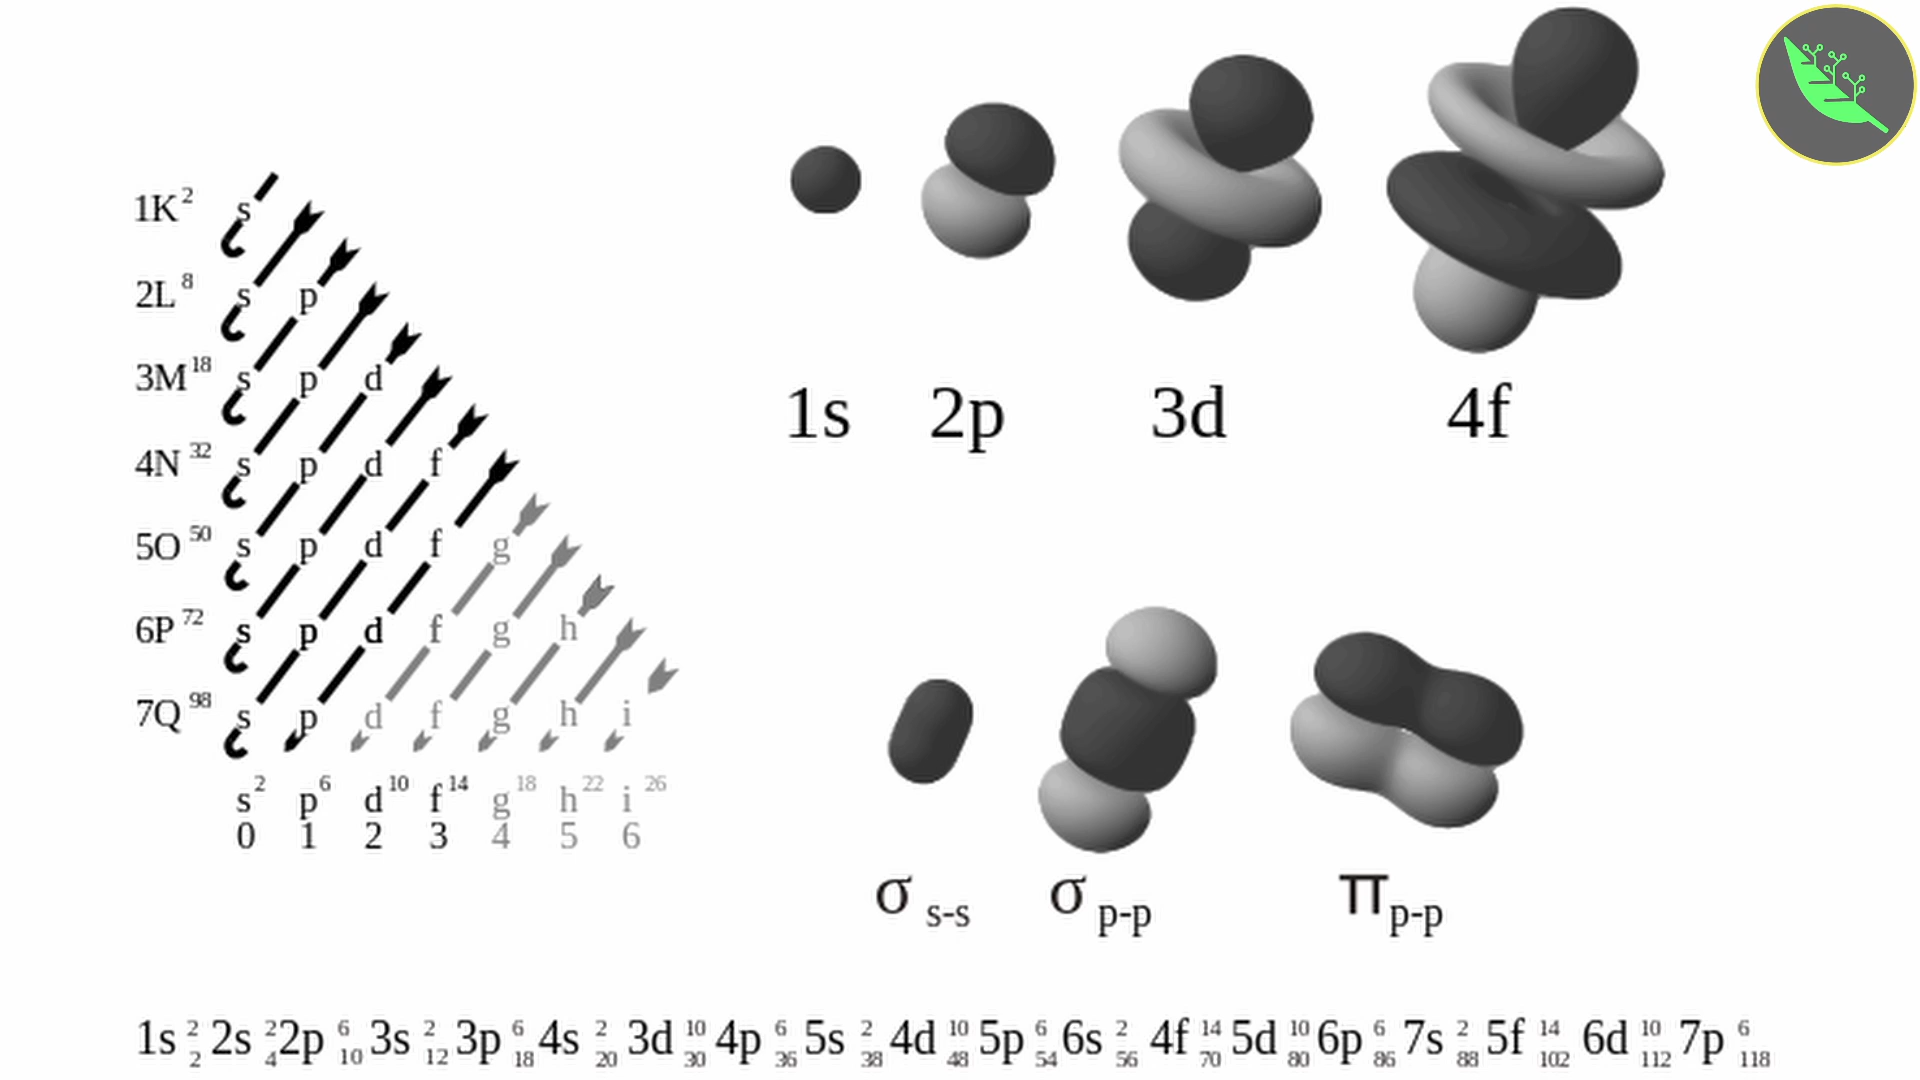 1K 2 s
2L 8 s p
3M 18 s p d
4N 32 s p d f
5O 50 s p d f g
6P 72 s p d f g h
7Q 98 s p d f g h i
s 2 p 6 d 10 f 14 g 18 h 22 i 26
0 1 2 3 4 5 6
1s 2p 3d 4f
σ s-s σ p-p π p-p
1s 2 2 2s 2 4 2p 6 10 3s 2 12 3p 6 18 4s 2 20 3d 10 30 4p 6 36 5s 2 38 4d 10 48 5p 6 54 6s 2 56 4f 14 70 5d 10 80 6p 6 86 7s 2 88 5f 14 102 6d 10 112 7p 6 118